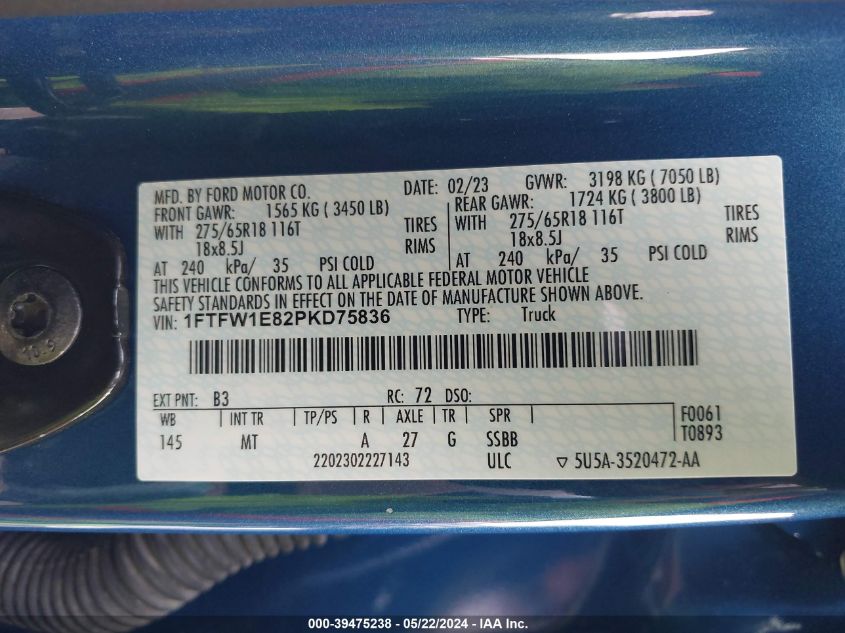 MFD. BY FORD MOTOR CO. DATE: 02/23 GVWR: 3198 KG ( 7050 LB)
FRONT GAWR: 1565 KG ( 3450 LB) REAR GAWR: 1724 KG ( 3800 LB)
WITH 275/65R18 116T TIRES WITH 275/65R18 116T TIRES
18x8.5J RIMS 18x8.5J RIMS
AT 240 kPa/ 35 PSI COLD AT 240 kPa/ 35 PSI COLD
THIS VEHICLE CONFORMS TO ALL APPLICABLE FEDERAL MOTOR VEHICLE
SAFETY STANDARDS IN EFFECT ON THE DATE OF MANUFACTURE SHOWN ABOVE.
VIN: 1FTFW1E82PKD75836 TYPE: Truck
EXT PNT: B3 RC: 72 DSO:
WB INT TR TP/PS R AXLE TR SPR F0061
145 MT A 27 G SSBB T0893
2202302227143 ULC ▽ 5U5A-3520472-AA
10.9
000-39475238 - 05/22/2024 - IAA Inc.